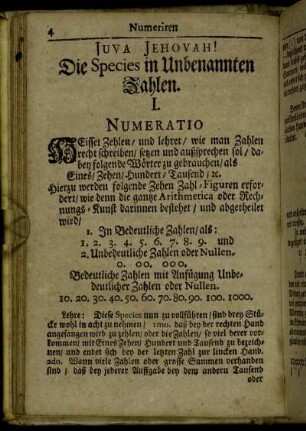 4 Numeriren
JUVA JEHOVAH!
Die Species in Unbenannten
Zahlen.
I.
NUMERATIO
HEisset Zehlen/ und lehret/ wie man Zahlen
recht schreiben/ setzen und außsprechen sol/ da-
bey folgende Wörter zu gebrauchen/ als
Eines/ Zehen/ Hundert/ Tausend/ ꝛc.
Hierzu werden folgende Zehen Zahl-Figuren erfor-
dert/ wie denn die gantze Arithmetica oder Rech-
nungs-Kunst darinnen bestehet/ und abgetheilet
wird/
1. In Bedeutliche Zahlen/ als:
1. 2. 3. 4. 5. 6. 7. 8. 9. und
2. Unbedeutliche Zahlen oder Nullen.
0. 00. 000.
Bedeutliche Zahlen mit Anfügung Unbe-
deutlicher Zahlen oder Nullen.
10. 20. 30. 40. 50. 60. 70. 80. 90. 100. 1000.
Lehre: Diese Species nun zu vollführen/ sind drey Stü-
cke wohl in acht zu nehmen/ 1mo. daß bey der rechten Hand
angefangen wird zu zehlen/ oder die Zahlen/ so viel derer vor-
kommen/ mit Eines Zehen/ Hundert und Tausend zu bezeich-
nen/ und endet sich bey der letzten Zahl zur lincken Hand.
2do. Wann viele Zahlen oder grosse Summen verhanden
sind/ daß bey jederer Auffgabe bey dem andern Tausend
oder